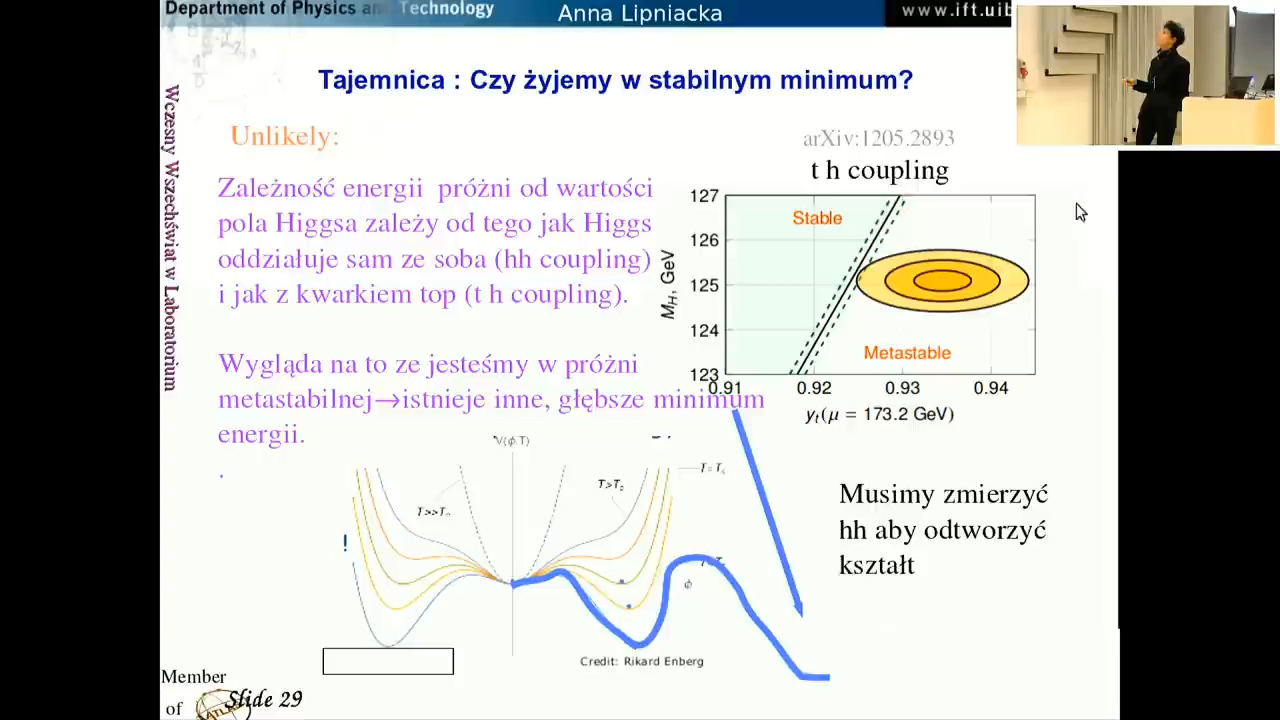 Department of Physics an Technology
Anna Lipniacka
www.ift.uib
Wczesny Wszechświat w Laboratorium
Tajemnica : Czy żyjemy w stabilnym minimum?
Unlikely:
Zależność energii próżni od wartości
pola Higgsa zależy od tego jak Higgs
oddziałuje sam ze soba (hh coupling)
i jak z kwarkiem top (t h coupling).
Wygląda na to ze jesteśmy w próżni
metastabilnej→istnieje inne, głębsze minimum
energii.
.
arXiv:1205.2893
t h coupling
127
126
125
124
123
M_H, GeV
Stable
Metastable
0.91 0.92 0.93 0.94
y_t(μ = 173.2 GeV)
V(ϕ,T)
T>>T
T>T
!
ϕ
Credit: Rikard Enberg
Musimy zmierzyć
hh aby odtworzyć
kształt
Member
of
Slide 29